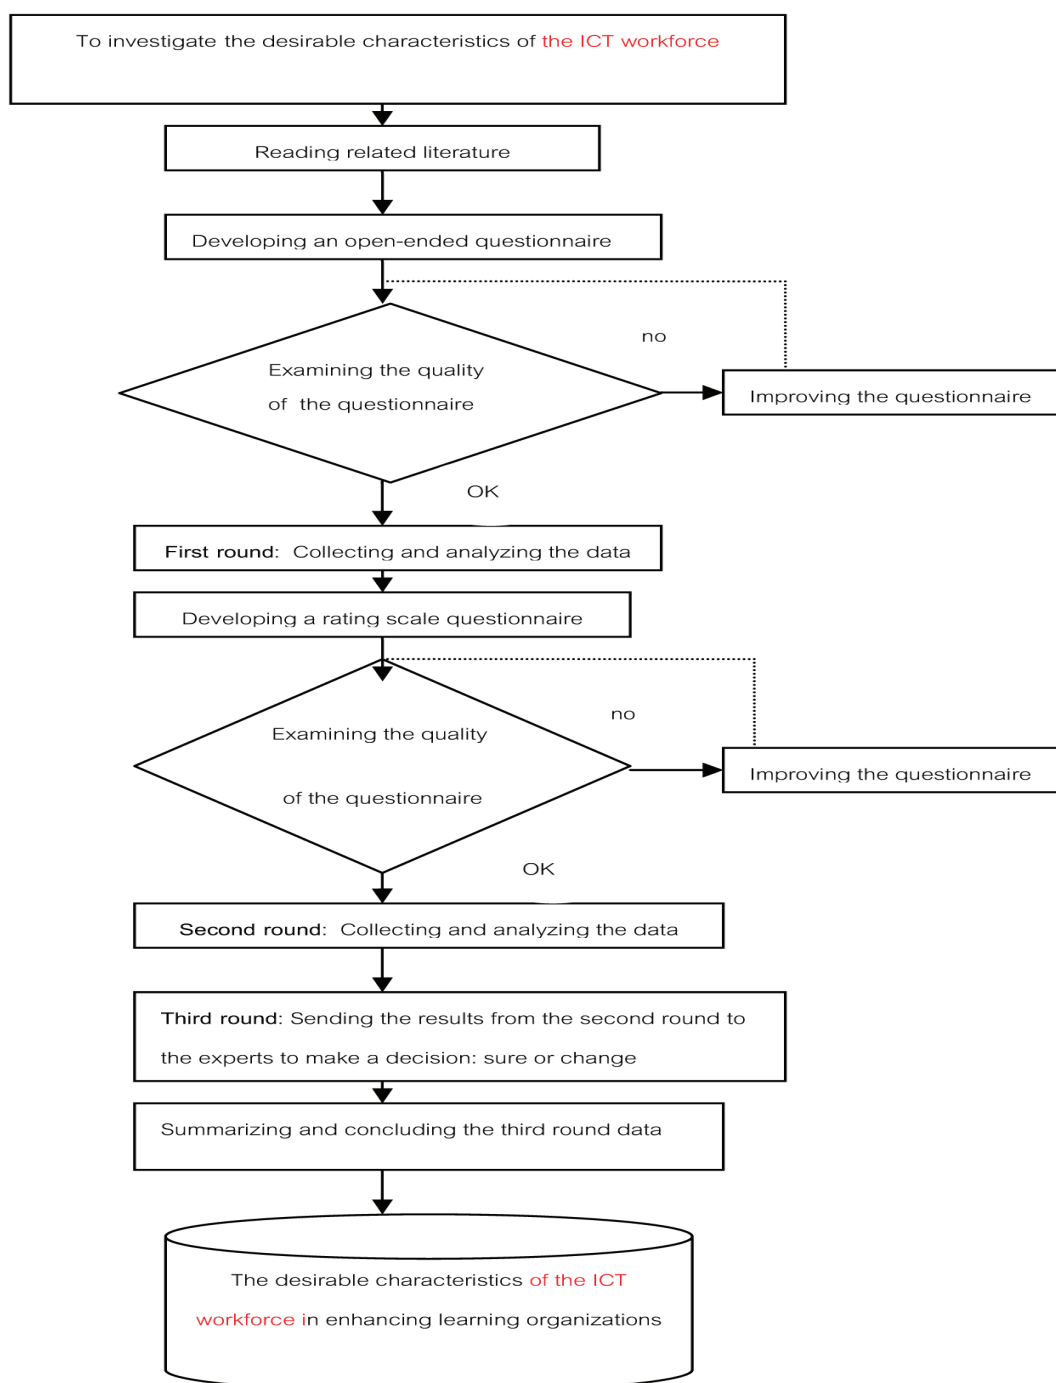 To investigate the desirable characteristics of the ICT workforce
Reading related literature
Developing an open-ended questionnaire
no
Examining the quality
of the questionnaire
Improving the questionnaire
OK
First round: Collecting and analyzing the data
Developing a rating scale questionnaire
no
Examining the quality
of the questionnaire
Improving the questionnaire
OK
Second round: Collecting and analyzing the data
Third round: Sending the results from the second round to
the experts to make a decision: sure or change
Summarizing and concluding the third round data
The desirable characteristics of the ICT
workforce in enhancing learning organizations